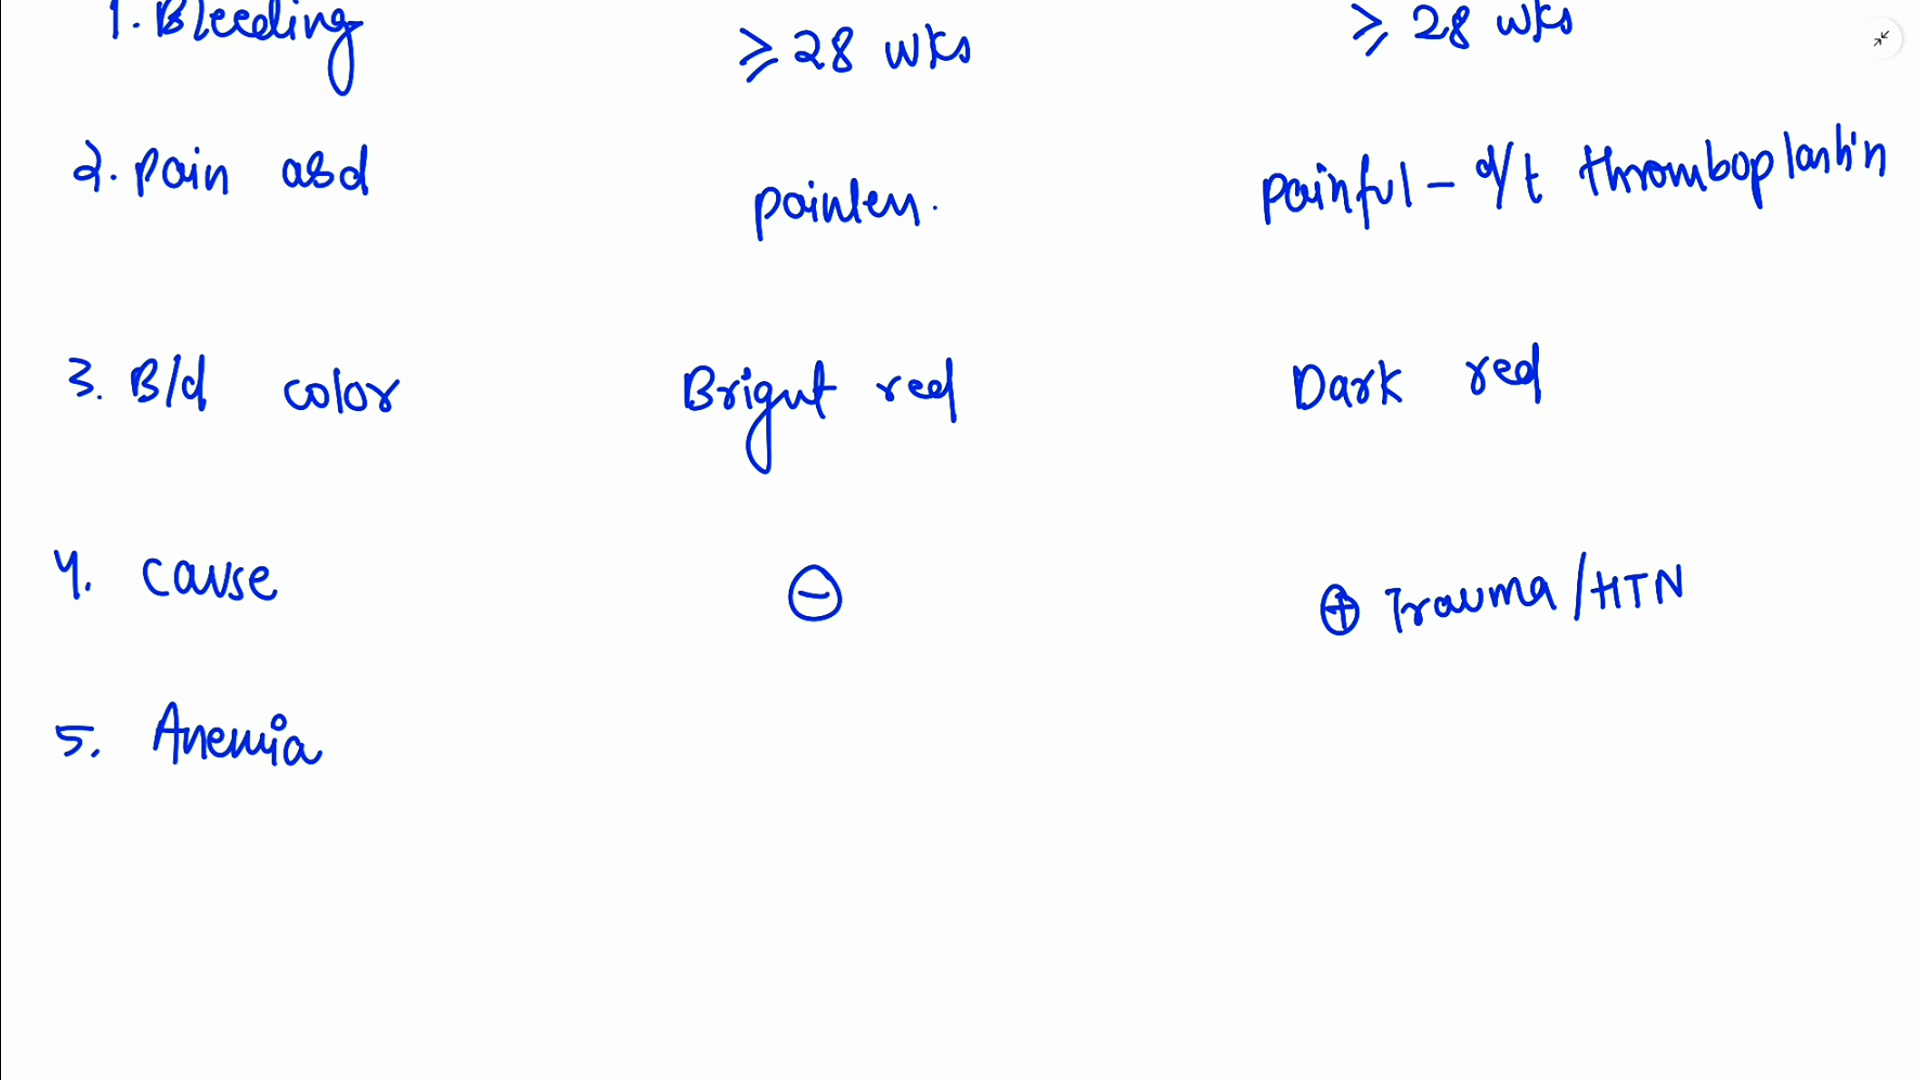 1. Bleeding ≥ 28 wks ≥ 28 wks
2. Pain abd painless. painful - d/t thromboplastin
3. B/d color Brigut red Dark red
4. cause ⊖ ⊕ Trauma/HTN
5. Anemia